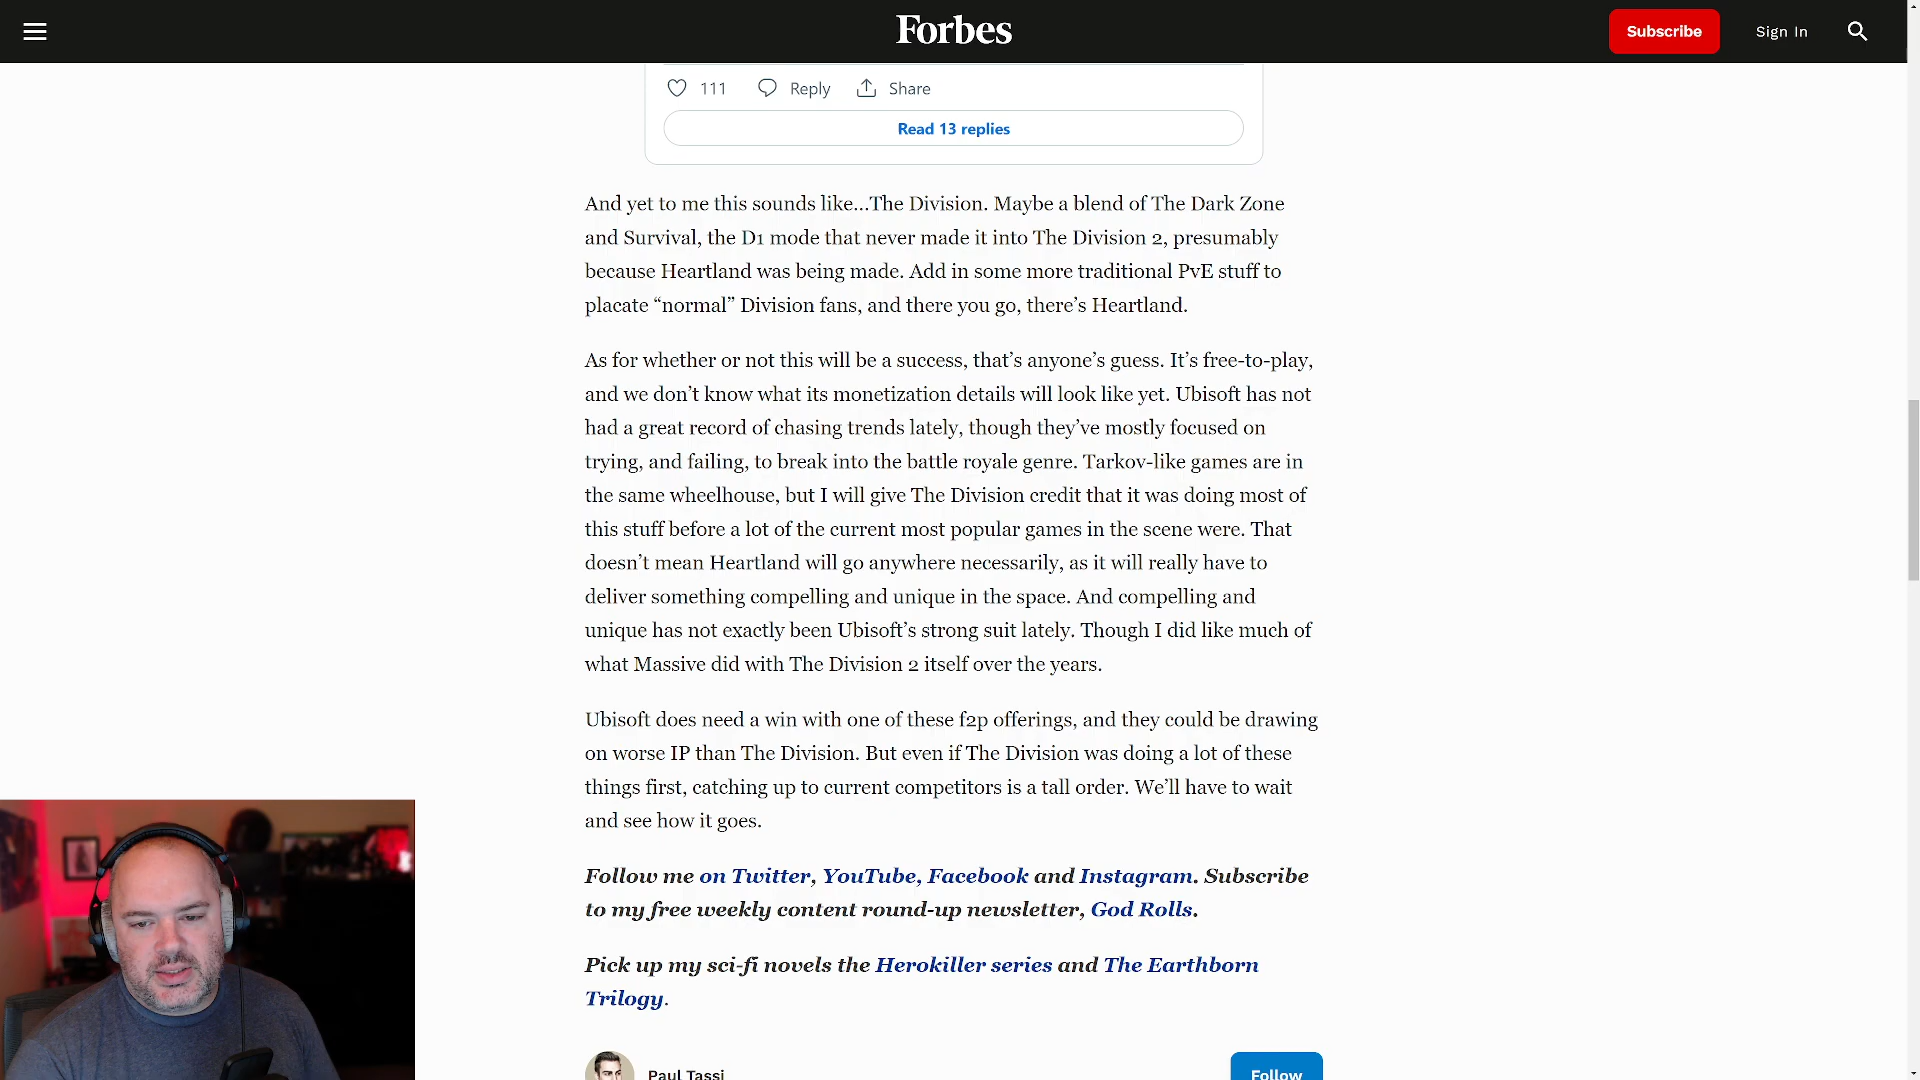 Forbes
Subscribe
Sign In
111
Reply
Share
Read 13 replies
And yet to me this sounds like…The Division. Maybe a blend of The Dark Zone
and Survival, the D1 mode that never made it into The Division 2, presumably
because Heartland was being made. Add in some more traditional PvE stuff to
placate “normal” Division fans, and there you go, there’s Heartland.
As for whether or not this will be a success, that’s anyone’s guess. It’s free-to-play,
and we don’t know what its monetization details will look like yet. Ubisoft has not
had a great record of chasing trends lately, though they’ve mostly focused on
trying, and failing, to break into the battle royale genre. Tarkov-like games are in
the same wheelhouse, but I will give The Division credit that it was doing most of
this stuff before a lot of the current most popular games in the scene were. That
doesn’t mean Heartland will go anywhere necessarily, as it will really have to
deliver something compelling and unique in the space. And compelling and
unique has not exactly been Ubisoft’s strong suit lately. Though I did like much of
what Massive did with The Division 2 itself over the years.
Ubisoft does need a win with one of these f2p offerings, and they could be drawing
on worse IP than The Division. But even if The Division was doing a lot of these
things first, catching up to current competitors is a tall order. We’ll have to wait
and see how it goes.
Follow me on Twitter, YouTube, Facebook and Instagram. Subscribe
to my free weekly content round-up newsletter, God Rolls.
Pick up my sci-fi novels the Herokiller series and The Earthborn
Trilogy.
Paul Tassi
Follow